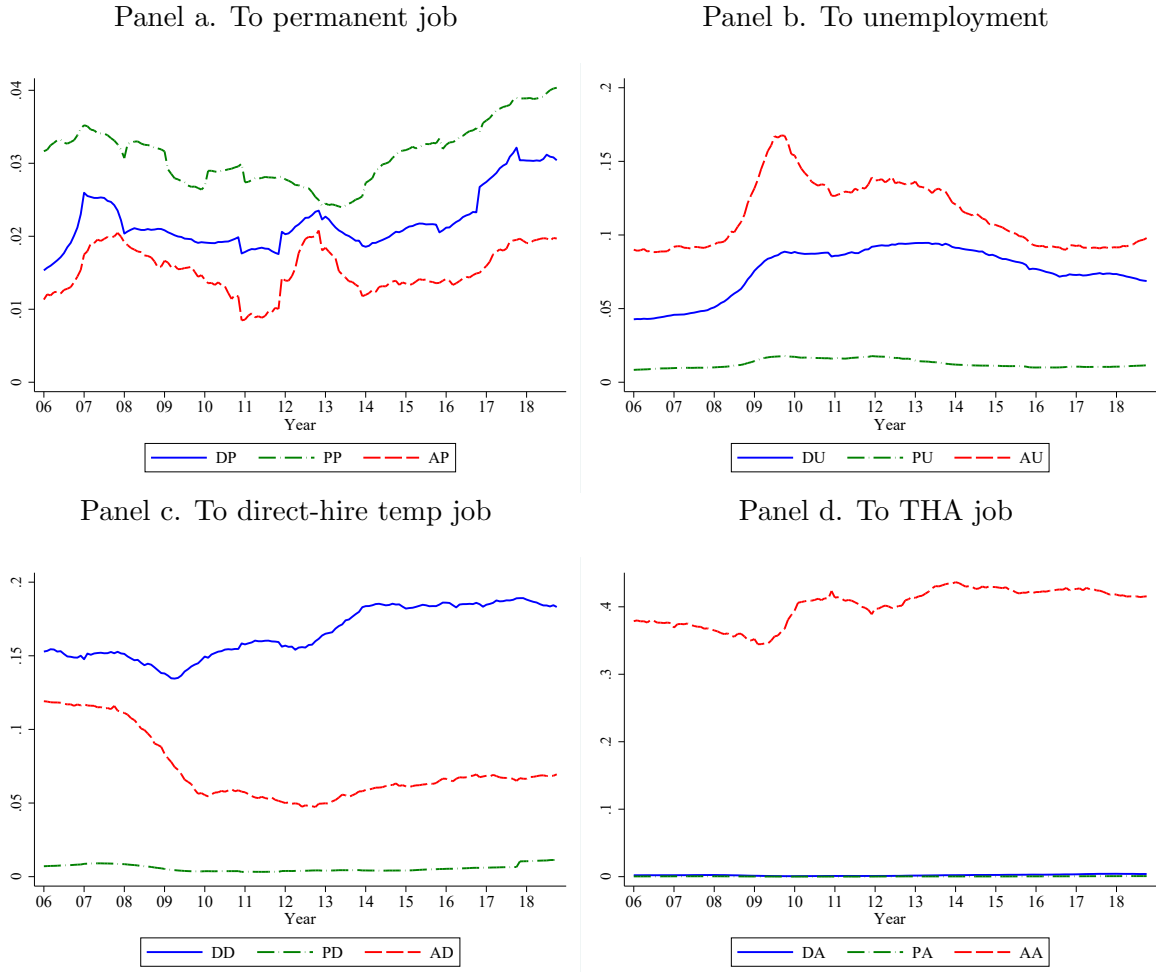 Panel a. To permanent job
Panel b. To unemployment
.04
.03
.02
.01
0
06 07 08 09 10 11 12 13 14 15 16 17 18
Year
DP PP AP
.2
.15
.1
.05
0
06 07 08 09 10 11 12 13 14 15 16 17 18
Year
DU PU AU
Panel c. To direct-hire temp job
Panel d. To THA job
.2
.15
.1
.05
0
06 07 08 09 10 11 12 13 14 15 16 17 18
Year
DD PD AD
.4
.3
.2
.1
0
06 07 08 09 10 11 12 13 14 15 16 17 18
Year
DA PA AA